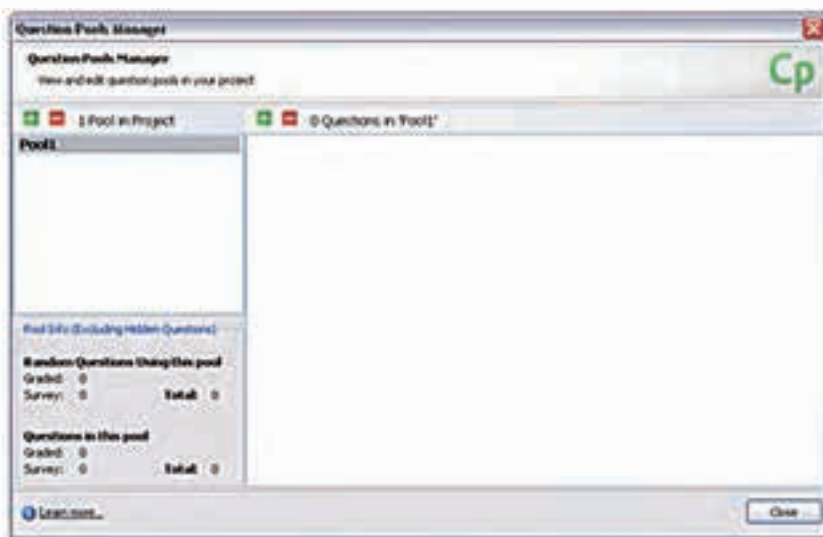 Question Pools Manager
Question Pools Manager
View and edit question pools in your project
Cp
1 Pool in Project
0 Questions in 'Pool1'
Pool1
Pool Info (Excluding Hidden Questions)
Random Questions Using this pool
Graded: 0
Survey: 0 Total: 0
Questions in this pool
Graded: 0
Survey: 0 Total: 0
Learn more...
Close